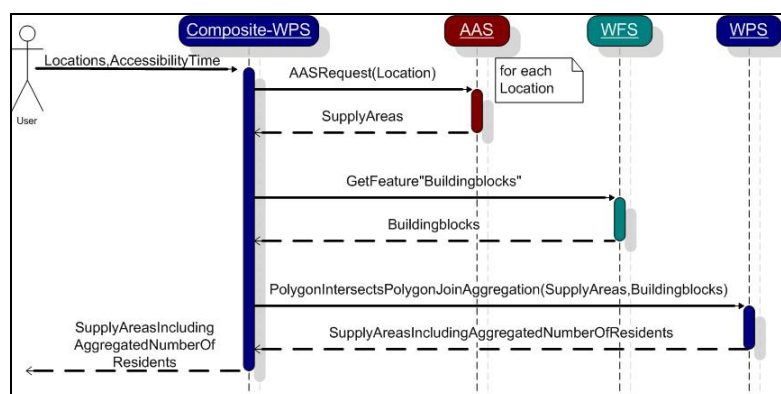 Composite-WPS
AAS
WFS
WPS
User
Locations,AccessibilityTime
AASRequest(Location)
for each
Location
SupplyAreas
GetFeature"Buildingblocks"
Buildingblocks
PolygonIntersectsPolygonJoinAggregation(SupplyAreas,Buildingblocks)
SupplyAreasIncludingAggregatedNumberOfResidents
SupplyAreasIncluding
AggregatedNumberOf
Residents